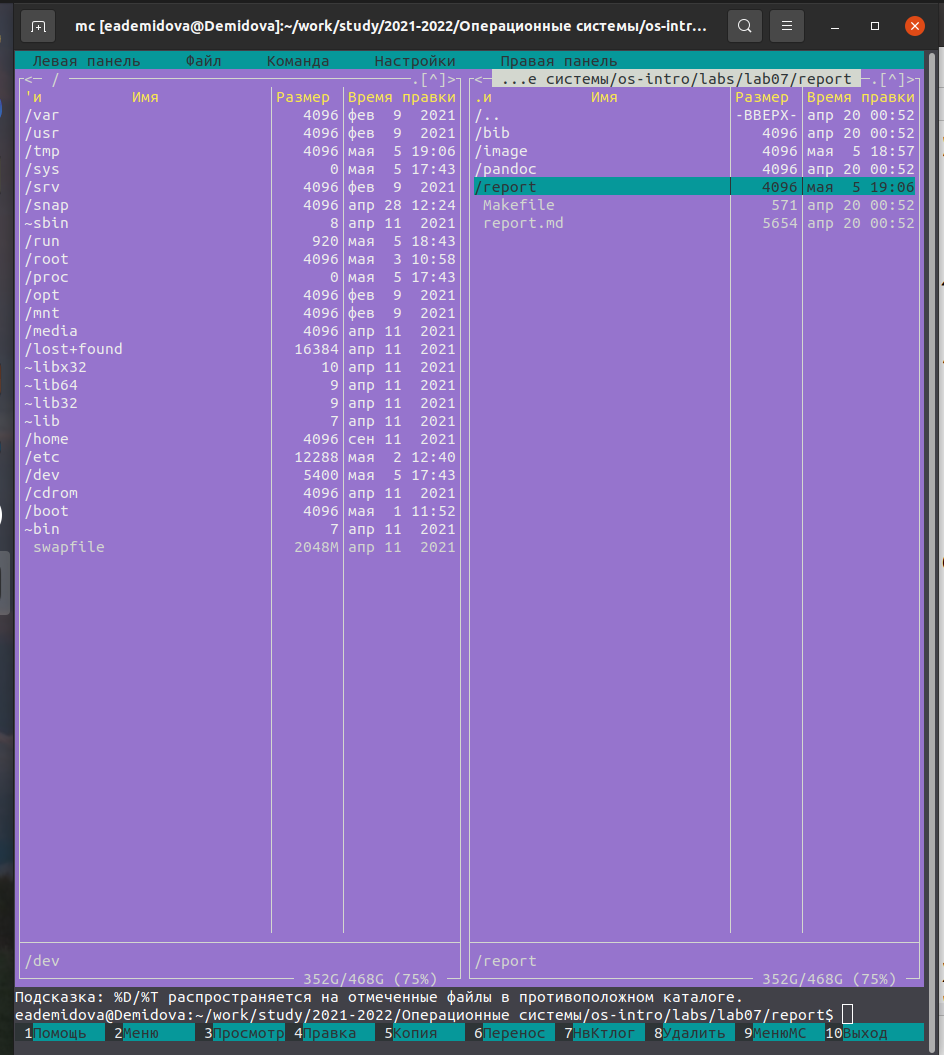 mc [eademidova@Demidova]:~/work/study/2021-2022/Операционные системы/os-intr...
Левая панель Файл Команда Настройки Правая панель
<─ / .[^]>
'и Имя Размер Время правки
/var 4096 фев 9 2021
/usr 4096 фев 9 2021
/tmp 4096 мая 5 19:06
/sys 0 мая 5 17:43
/srv 4096 фев 9 2021
/snap 4096 апр 28 12:24
~sbin 8 апр 11 2021
/run 920 мая 5 18:43
/root 4096 мая 3 10:58
/proc 0 мая 5 17:43
/opt 4096 фев 9 2021
/mnt 4096 фев 9 2021
/media 4096 апр 11 2021
/lost+found 16384 апр 11 2021
~libx32 10 апр 11 2021
~lib64 9 апр 11 2021
~lib32 9 апр 11 2021
~lib 7 апр 11 2021
/home 4096 сен 11 2021
/etc 12288 мая 2 12:40
/dev 5400 мая 5 17:43
/cdrom 4096 апр 11 2021
/boot 4096 мая 1 11:52
~bin 7 апр 11 2021
swapfile 2048M апр 11 2021
/dev
352G/468G (75%)
<─ ...е системы/os-intro/labs/lab07/report .[^]>
.и Имя Размер Время правки
/.. -ВВЕРХ- апр 20 00:52
/bib 4096 апр 20 00:52
/image 4096 мая 5 18:57
/pandoc 4096 апр 20 00:52
/report 4096 мая 5 19:06
Makefile 571 апр 20 00:52
report.md 5654 апр 20 00:52
/report
352G/468G (75%)
Подсказка: %D/%T распространяется на отмеченные файлы в противоположном каталоге.
eademidova@Demidova:~/work/study/2021-2022/Операционные системы/os-intro/labs/lab07/report$
1Помощь 2Меню 3Просмотр 4Правка 5Копия 6Перенос 7НвКтлог 8Удалить 9МенюMC 10Выход